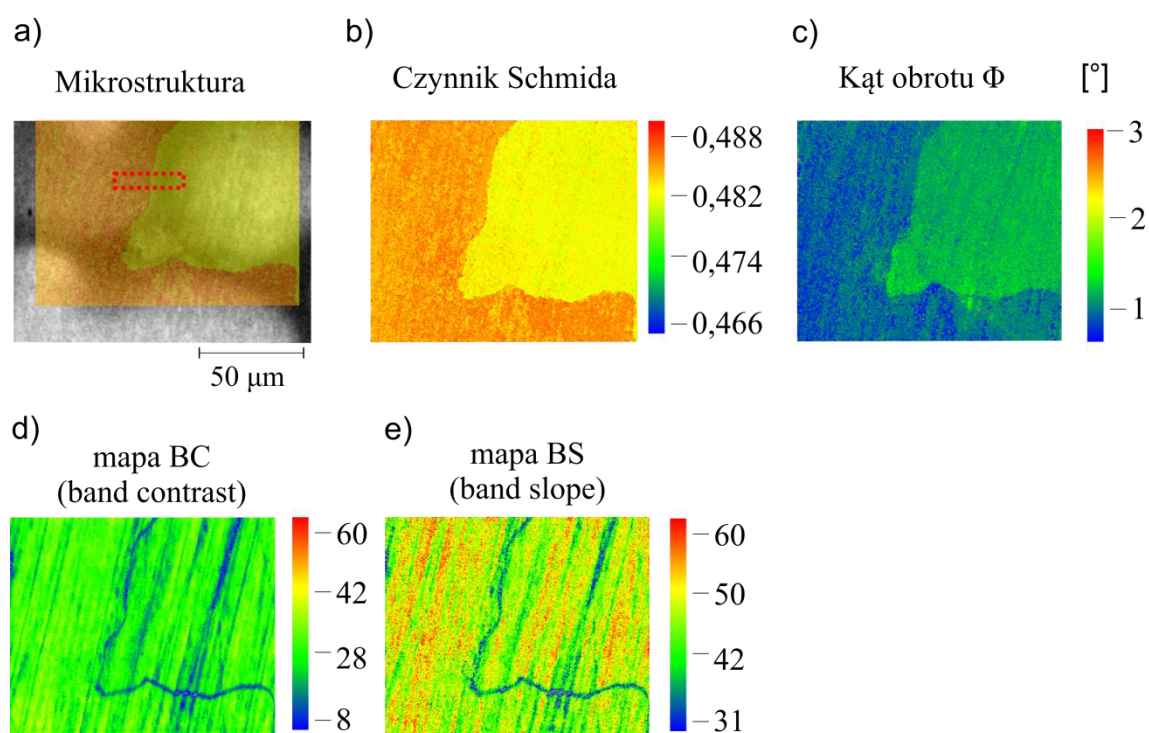 a)
Mikrostruktura
50 μm
b)
Czynnik Schmida
0,488
0,482
0,474
0,466
c)
Kąt obrotu Φ [°]
3
2
1
d)
mapa BC
(band contrast)
60
42
28
8
e)
mapa BS
(band slope)
60
50
42
31